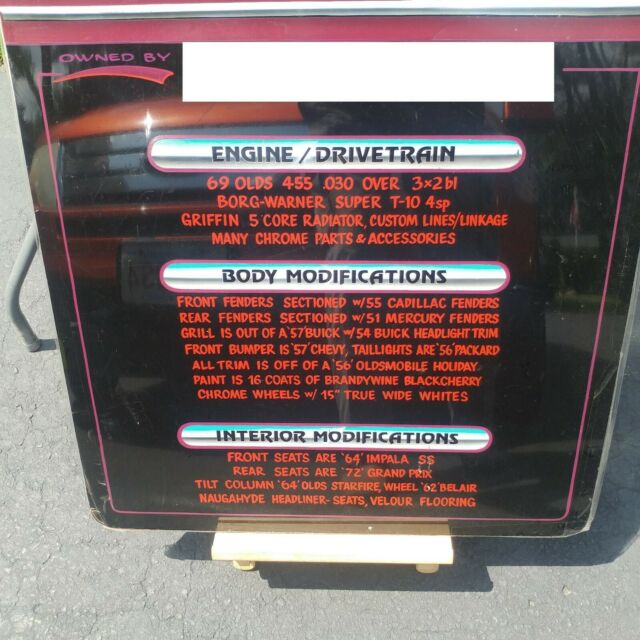 OWNED BY
ENGINE / DRIVETRAIN
69 OLDS 455 .030 OVER 3x2bl
BORG-WARNER SUPER T-10 4sp
GRIFFIN 5 CORE RADIATOR, CUSTOM LINES/LINKAGE
MANY CHROME PARTS & ACCESSORIES
BODY MODIFICATIONS
FRONT FENDERS SECTIONED w/55 CADILLAC FENDERS
REAR FENDERS SECTIONED w/51 MERCURY FENDERS
GRILL IS OUT OF A '57'BUICK w/54 BUICK HEADLIGHT TRIM
FRONT BUMPER IS '57' CHEVY, TAILLIGHTS ARE '56' PACKARD
ALL TRIM IS OFF OF A '56' OLDSMOBILE HOLIDAY
PAINT IS 16 COATS OF BRANDYWINE BLACKCHERRY
CHROME WHEELS w/ 15" TRUE WIDE WHITES
INTERIOR MODIFICATIONS
FRONT SEATS ARE '64' IMPALA SS
REAR SEATS ARE '72' GRAND PRIX
TILT COLUMN '64' OLDS STARFIRE, WHEEL '62' BELAIR
NAUGAHYDE HEADLINER-SEATS, VELOUR FLOORING